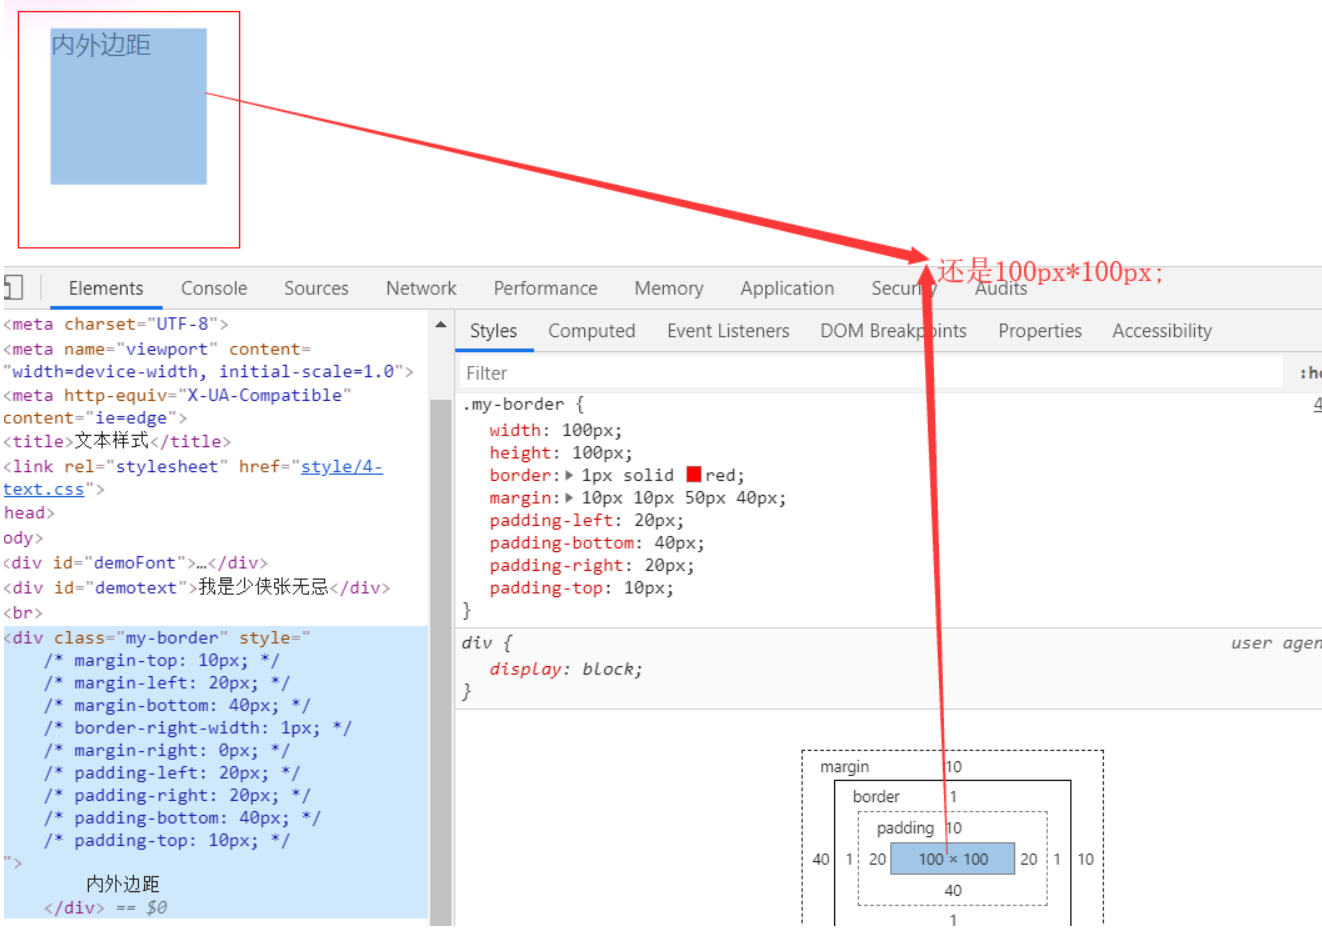 内外边距
还是100px*100px;
Elements Console Sources Network Performance Memory Application Security Audits
<meta charset="UTF-8">
<meta name="viewport" content=
"width=device-width, initial-scale=1.0">
<meta http-equiv="X-UA-Compatible"
content="ie=edge">
<title>文本样式</title>
<link rel="stylesheet" href="style/4-
text.css">
head>
ody>
<div id="demoFont">…</div>
<div id="demotext">我是少侠张无忌</div>
<br>
<div class="my-border" style="
/* margin-top: 10px; */
/* margin-left: 20px; */
/* margin-bottom: 40px; */
/* border-right-width: 1px; */
/* margin-right: 0px; */
/* padding-left: 20px; */
/* padding-right: 20px; */
/* padding-bottom: 40px; */
/* padding-top: 10px; */
">
内外边距
</div> == $0
Styles Computed Event Listeners DOM Breakpoints Properties Accessibility
Filter :ho
.my-border { 4
width: 100px;
height: 100px;
border: 1px solid red;
margin: 10px 10px 50px 40px;
padding-left: 20px;
padding-bottom: 40px;
padding-right: 20px;
padding-top: 10px;
}
div { user agen
display: block;
}
margin 10
border 1
padding 10
40 1 20 100 × 100 20 1 10
40
1